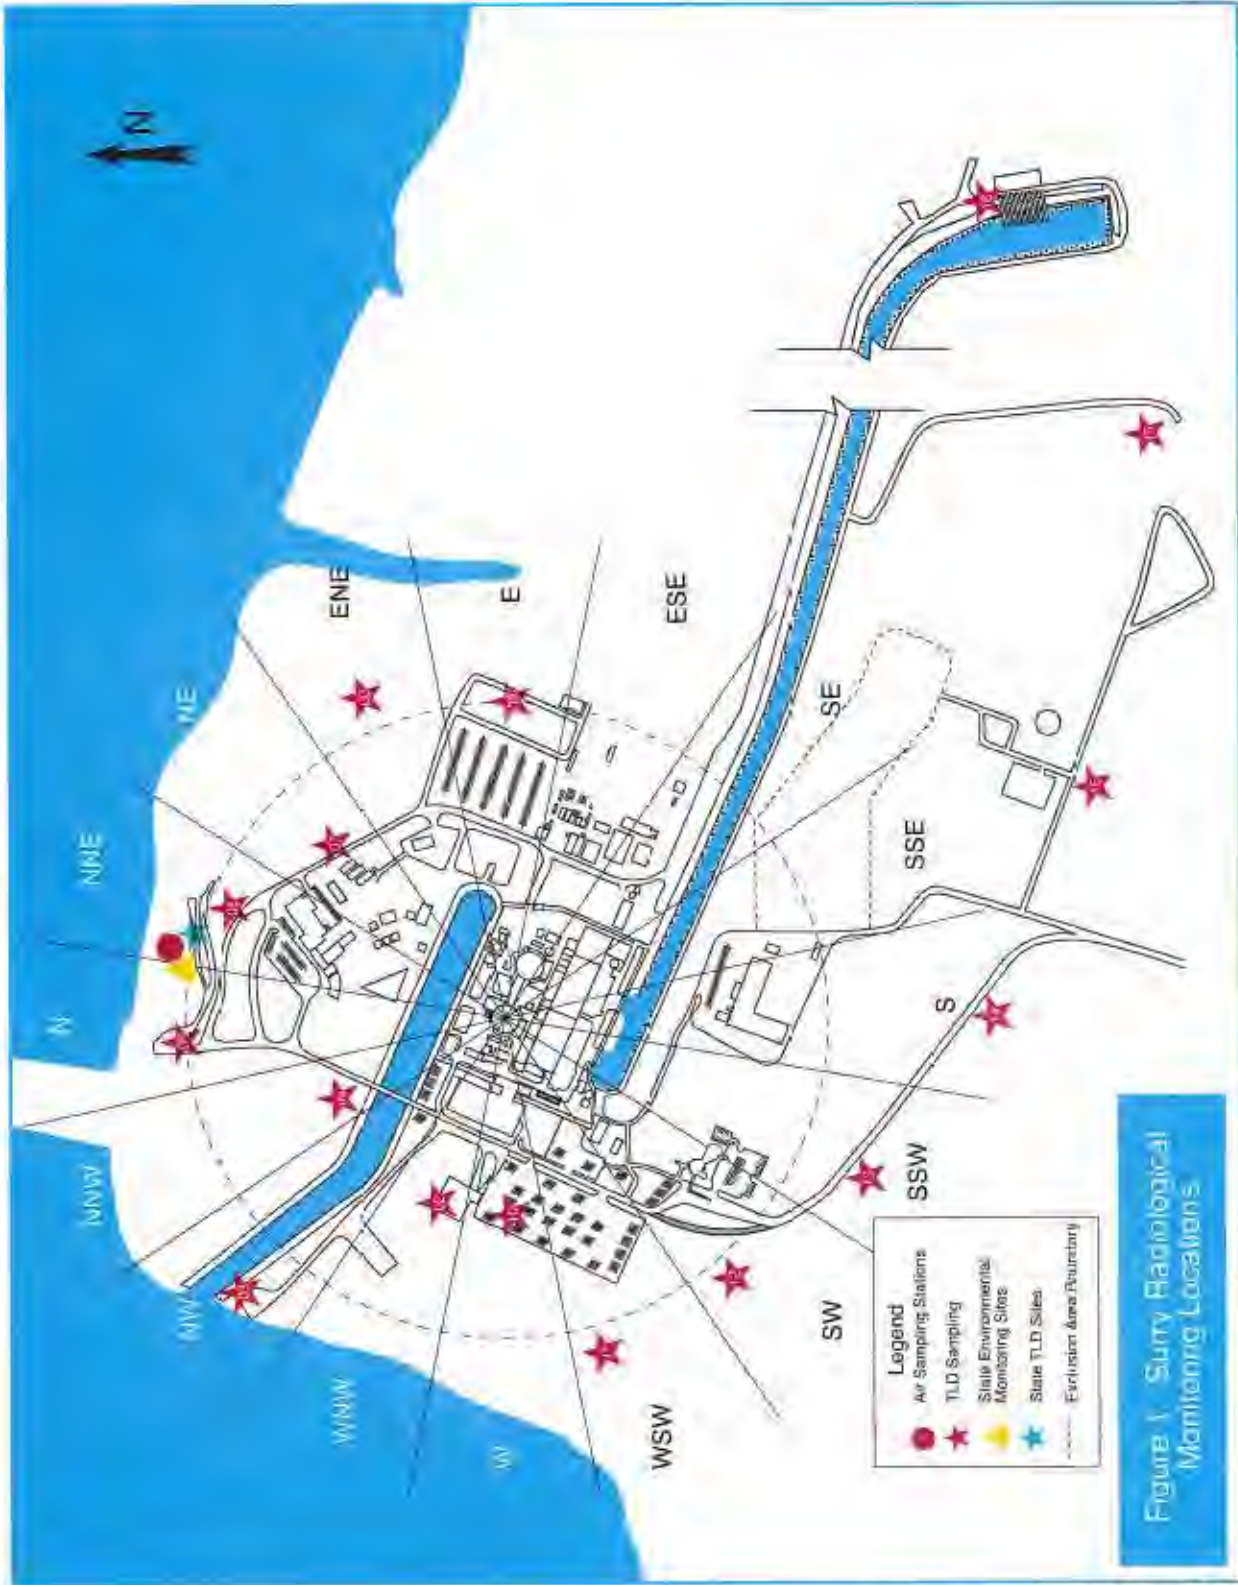 N
N
NNE
NE
ENE
E
ESE
SE
SSE
S
SSW
SW
WSW
W
WNW
NW
NNW
Legend
Air Sampling Stations
TLD Sampling
State Environmental
Monitoring Sites
State TLD Sites
Exclusion Area Boundary
Figure 1 Surry Radiological
Monitoring Locations